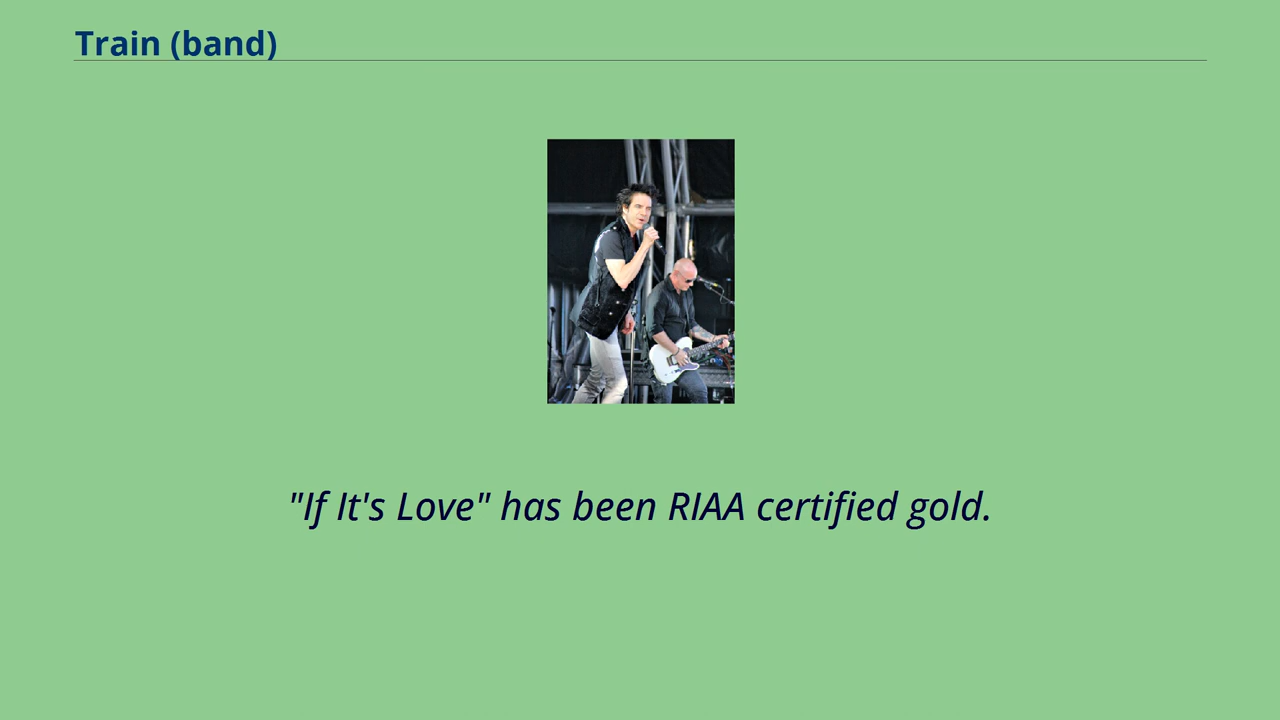 Train (band)
"If It's Love" has been RIAA certified gold.